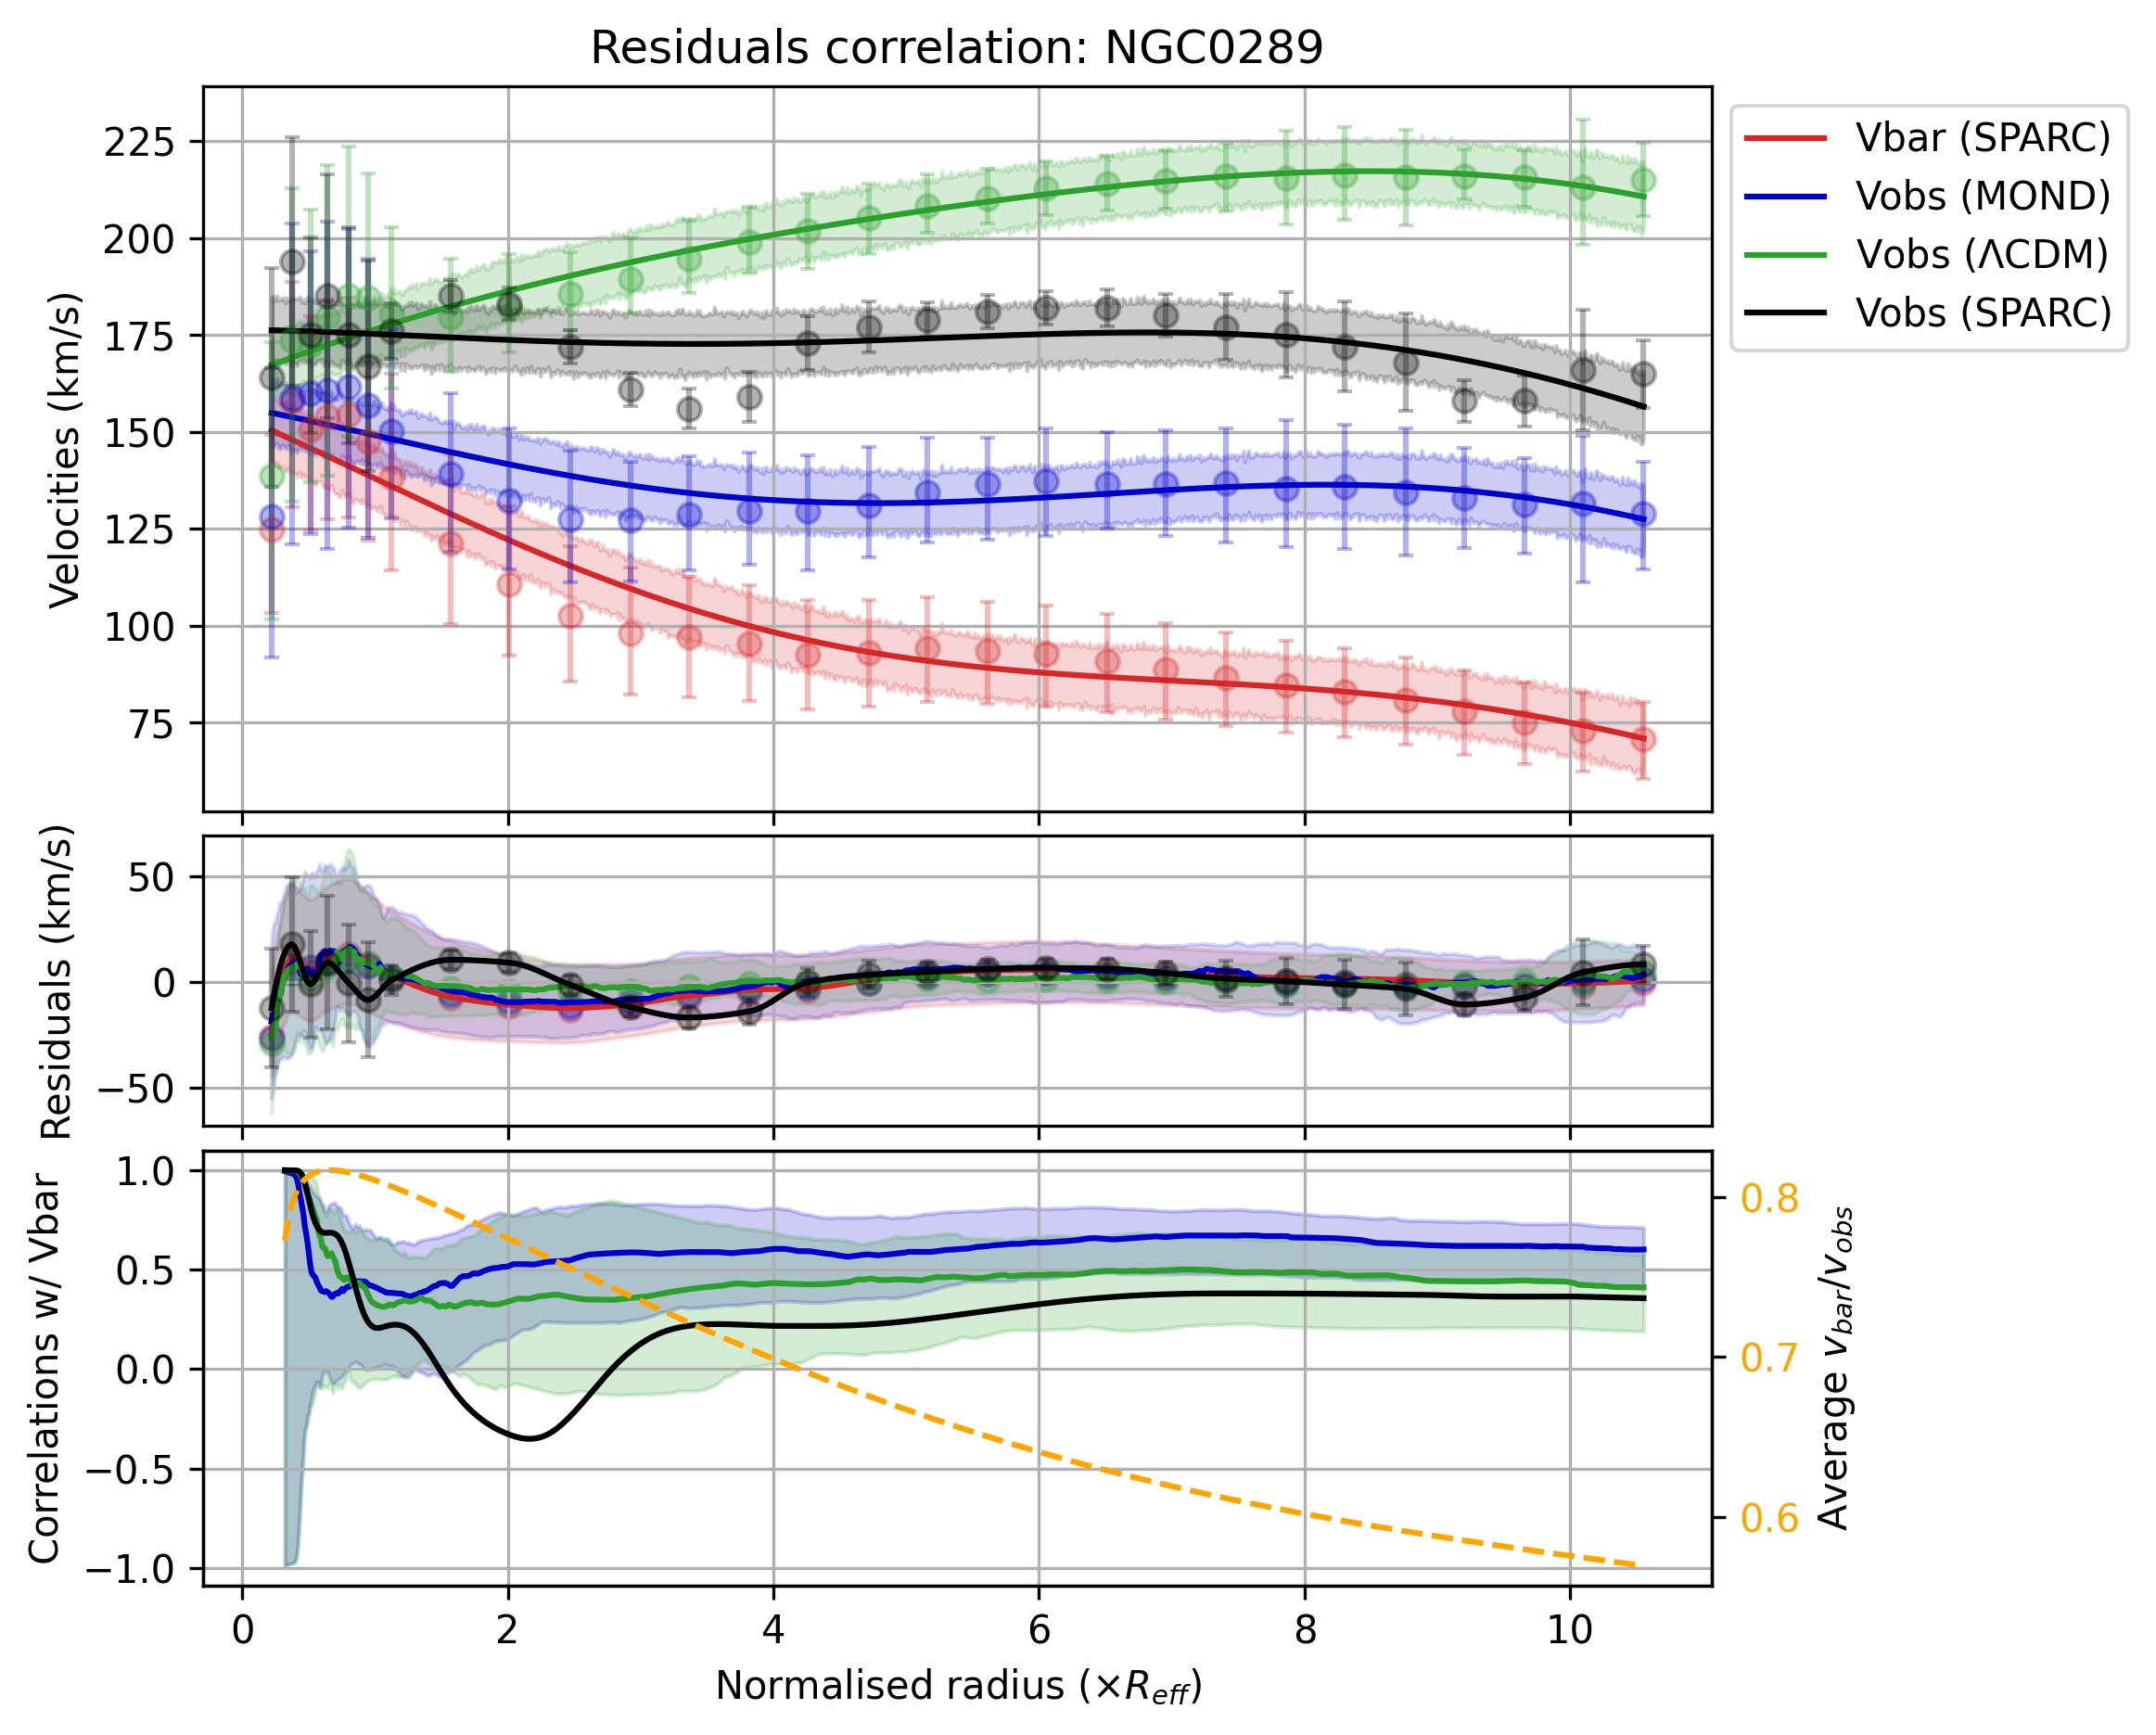 Residuals correlation: NGC0289
Velocities (km/s)
225
200
175
150
125
100
75
Vbar (SPARC)
Vobs (MOND)
Vobs (ΛCDM)
Vobs (SPARC)
Residuals (km/s)
50
0
−50
Correlations w/ Vbar
1.0
0.5
0.0
−0.5
−1.0
0.8
0.7
0.6
Average v_bar/v_obs
0
2
4
6
8
10
Normalised radius (×R_eff)